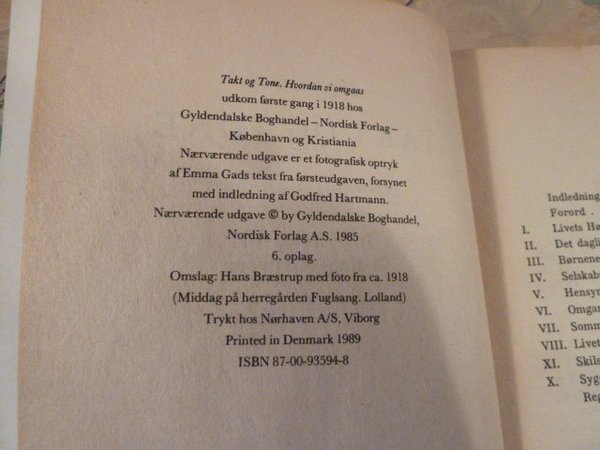 Takt og Tone. Hvordan vi omgaas
udkom første gang i 1918 hos
Gyldendalske Boghandel – Nordisk Forlag –
København og Kristiania
Nærværende udgave er et fotografisk optryk
af Emma Gads tekst fra førsteudgaven, forsynet
med indledning af Godfred Hartmann.
Nærværende udgave © by Gyldendalske Boghandel,
Nordisk Forlag A.S. 1985
6. oplag.
Omslag: Hans Bræstrup med foto fra ca. 1918
(Middag på herregården Fuglsang. Lolland)
Trykt hos Nørhaven A/S, Viborg
Printed in Denmark 1989
ISBN 87-00-93594-8
Indledning
Forord .
I. Livets Hø
II. Det dagli
III. Børnene
IV. Selskabs
V. Hensyn
VI. Omgan
VII. Somm
VIII. Livet
XI. Skils
X. Syg
Reg